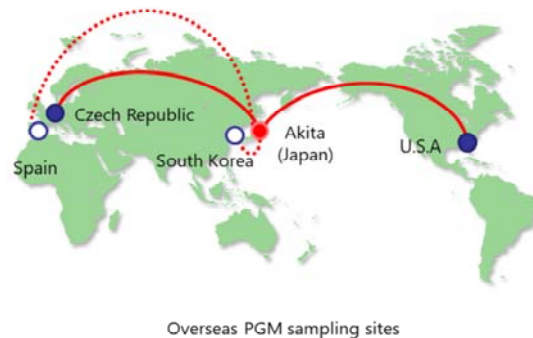 Czech Republic
Spain
South Korea
Akita
(Japan)
U.S.A
Overseas PGM sampling sites